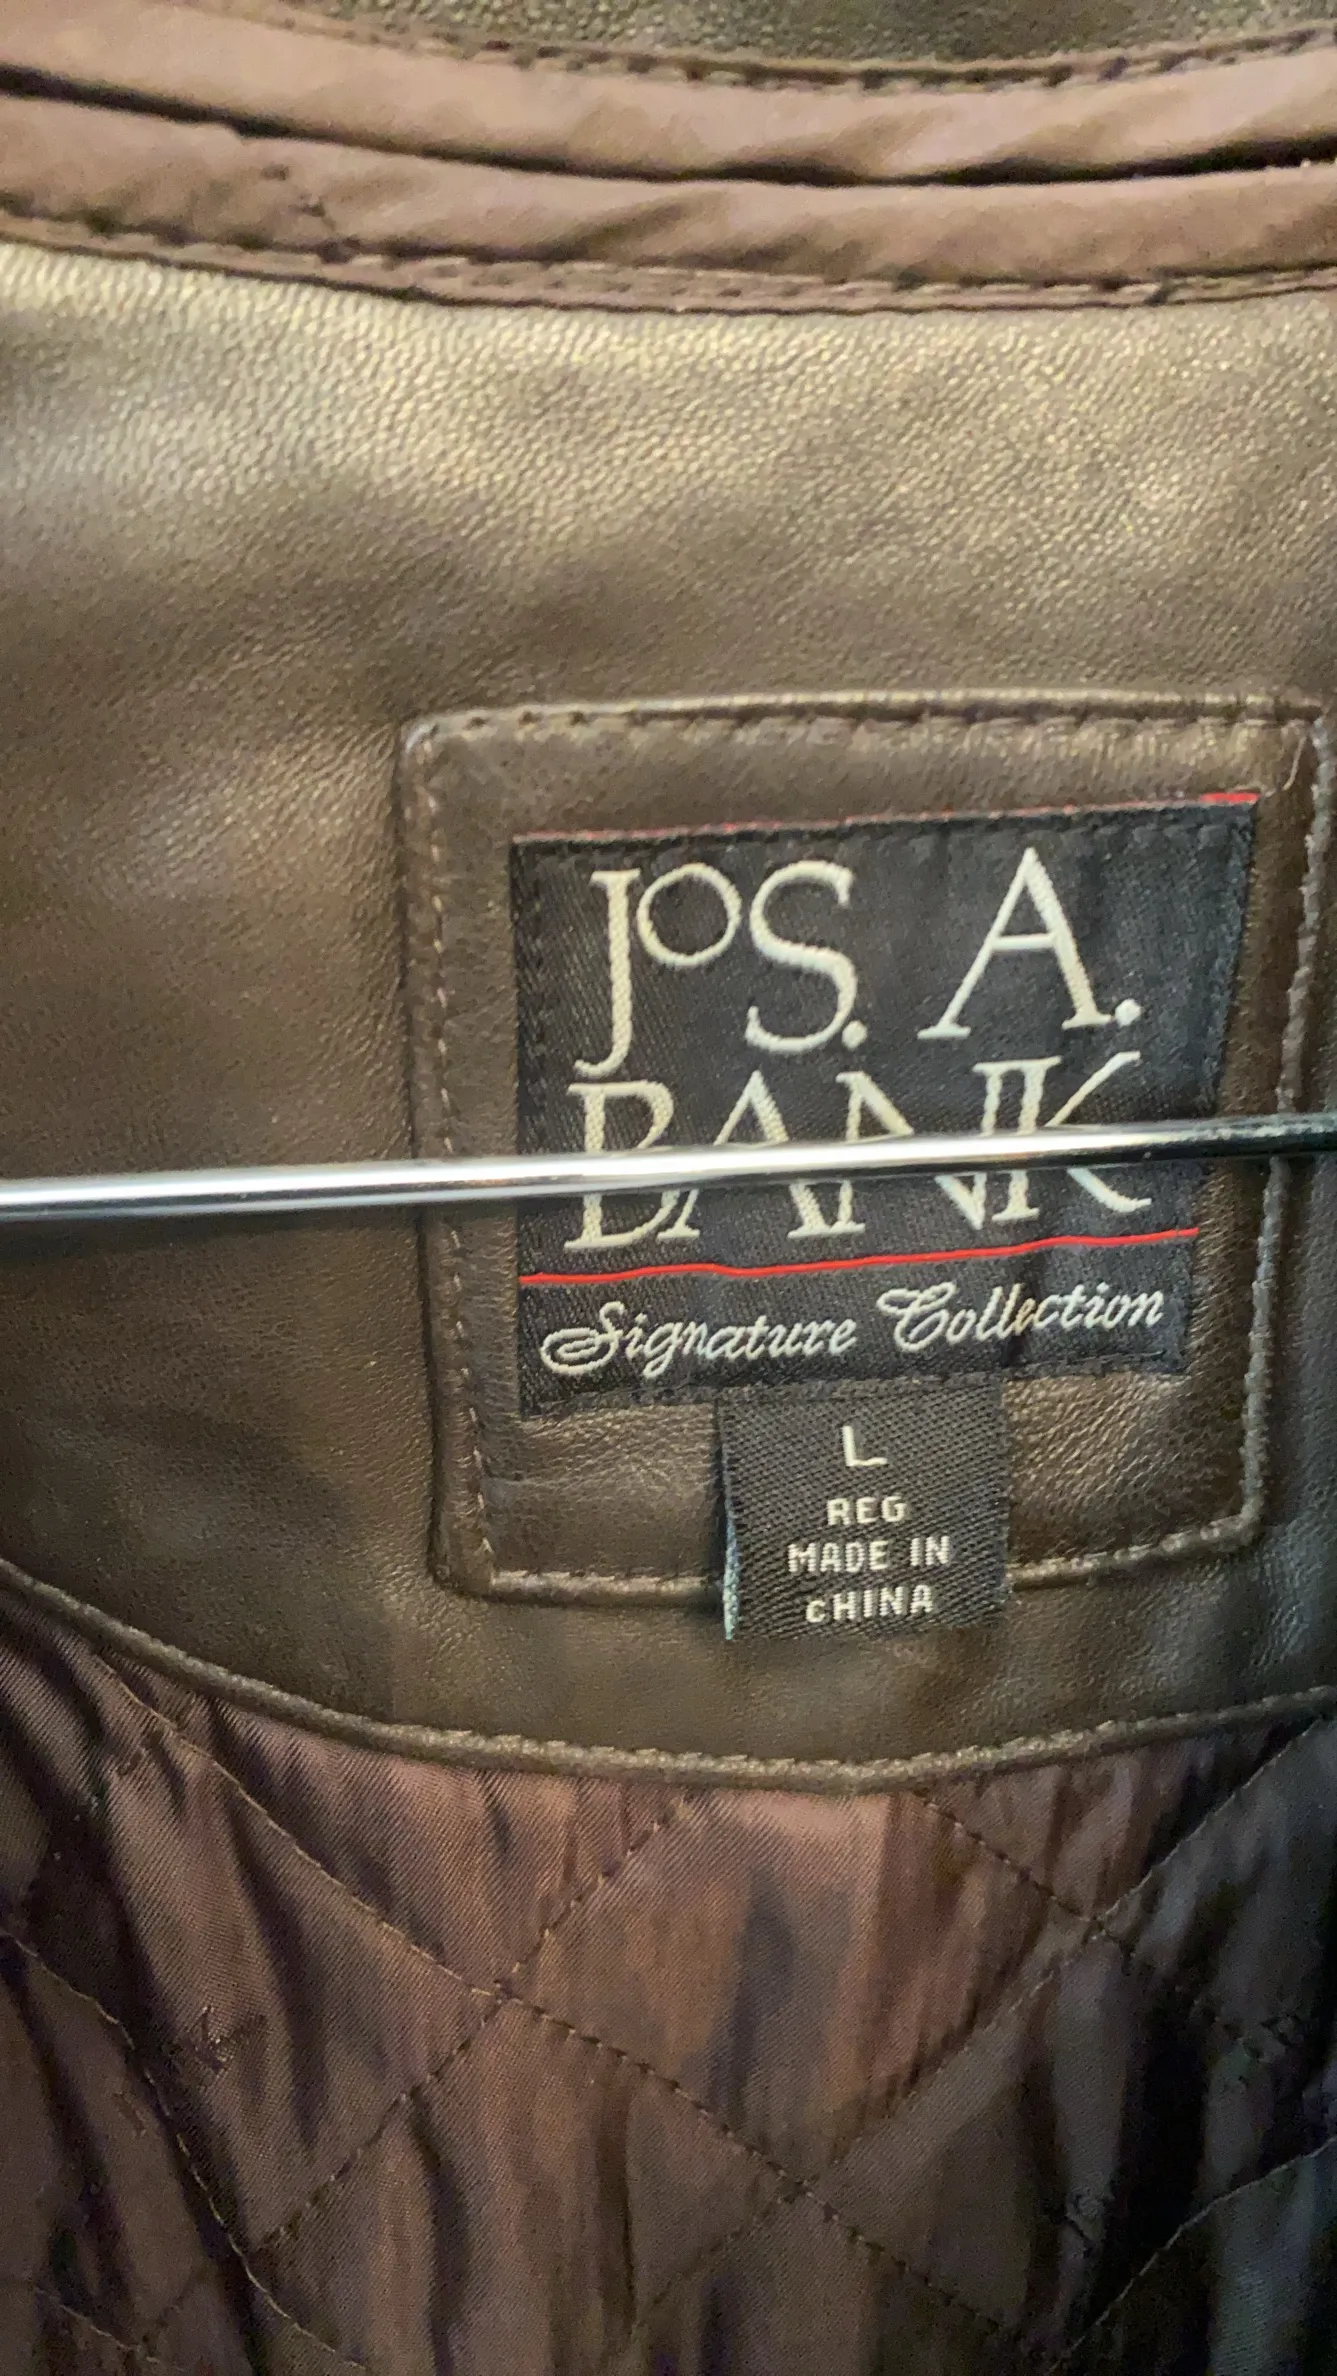 JoS. A.
BANK
Signature Collection
L
REG
MADE IN
cHINA